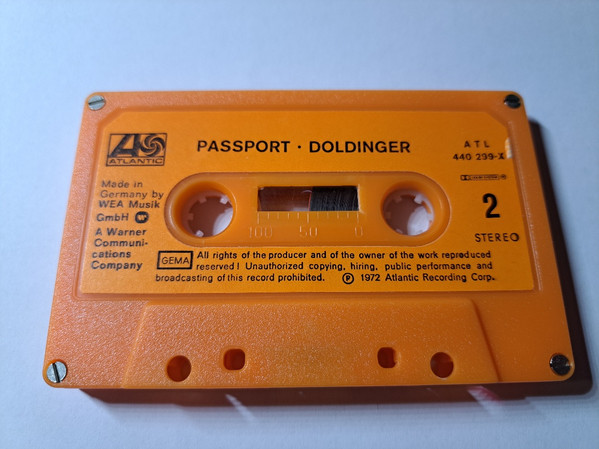 ATLANTIC
PASSPORT · DOLDINGER
ATL
440 299-X
Made in
Germany by
WEA Musik
GmbH
A Warner
Communi-
cations
Company
2
STEREO
100 50 0
GEMA
All rights of the producer and of the owner of the work reproduced
reserved! Unauthorized copying, hiring, public performance and
broadcasting of this record prohibited. Ⓟ 1972 Atlantic Recording Corp.